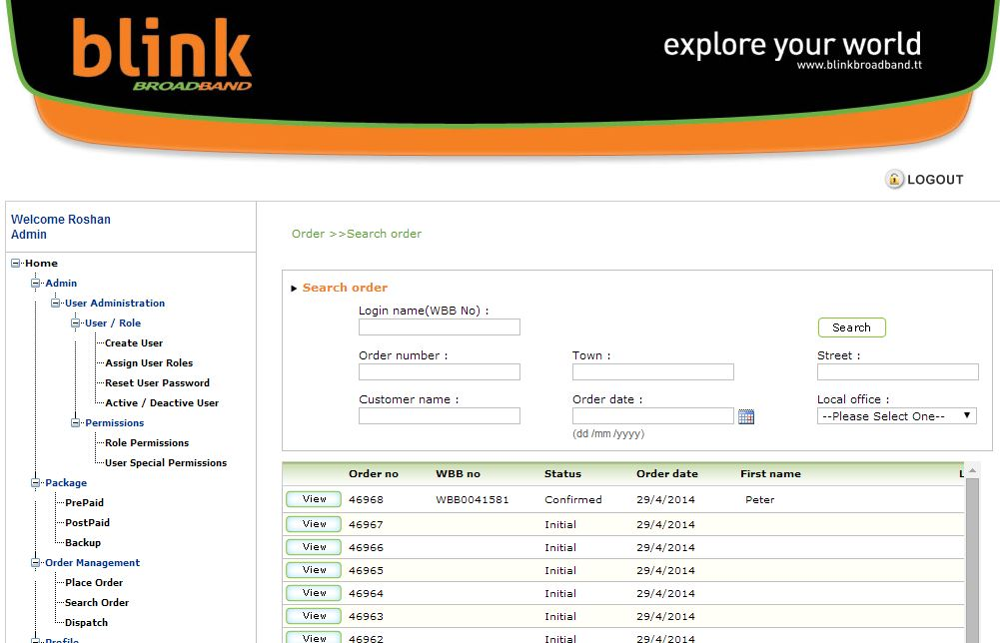 blink
BROADBAND
explore your world
www.blinkbroadband.tt
LOGOUT
Welcome Roshan
Admin
Home
Admin
User Administration
User / Role
Create User
Assign User Roles
Reset User Password
Active / Deactive User
Permissions
Role Permissions
User Special Permissions
Package
PrePaid
PostPaid
Backup
Order Management
Place Order
Search Order
Dispatch
Profile
Order >>Search order
Search order
Login name(WBB No) :
Search
Order number : Town : Street :
Customer name : Order date : Local office :
--Please Select One--
(dd /mm /yyyy)
Order no WBB no Status Order date First name L
View 46968 WBB0041581 Confirmed 29/4/2014 Peter
View 46967 Initial 29/4/2014
View 46966 Initial 29/4/2014
View 46965 Initial 29/4/2014
View 46964 Initial 29/4/2014
View 46963 Initial 29/4/2014
View 46962 Initial 29/4/2014